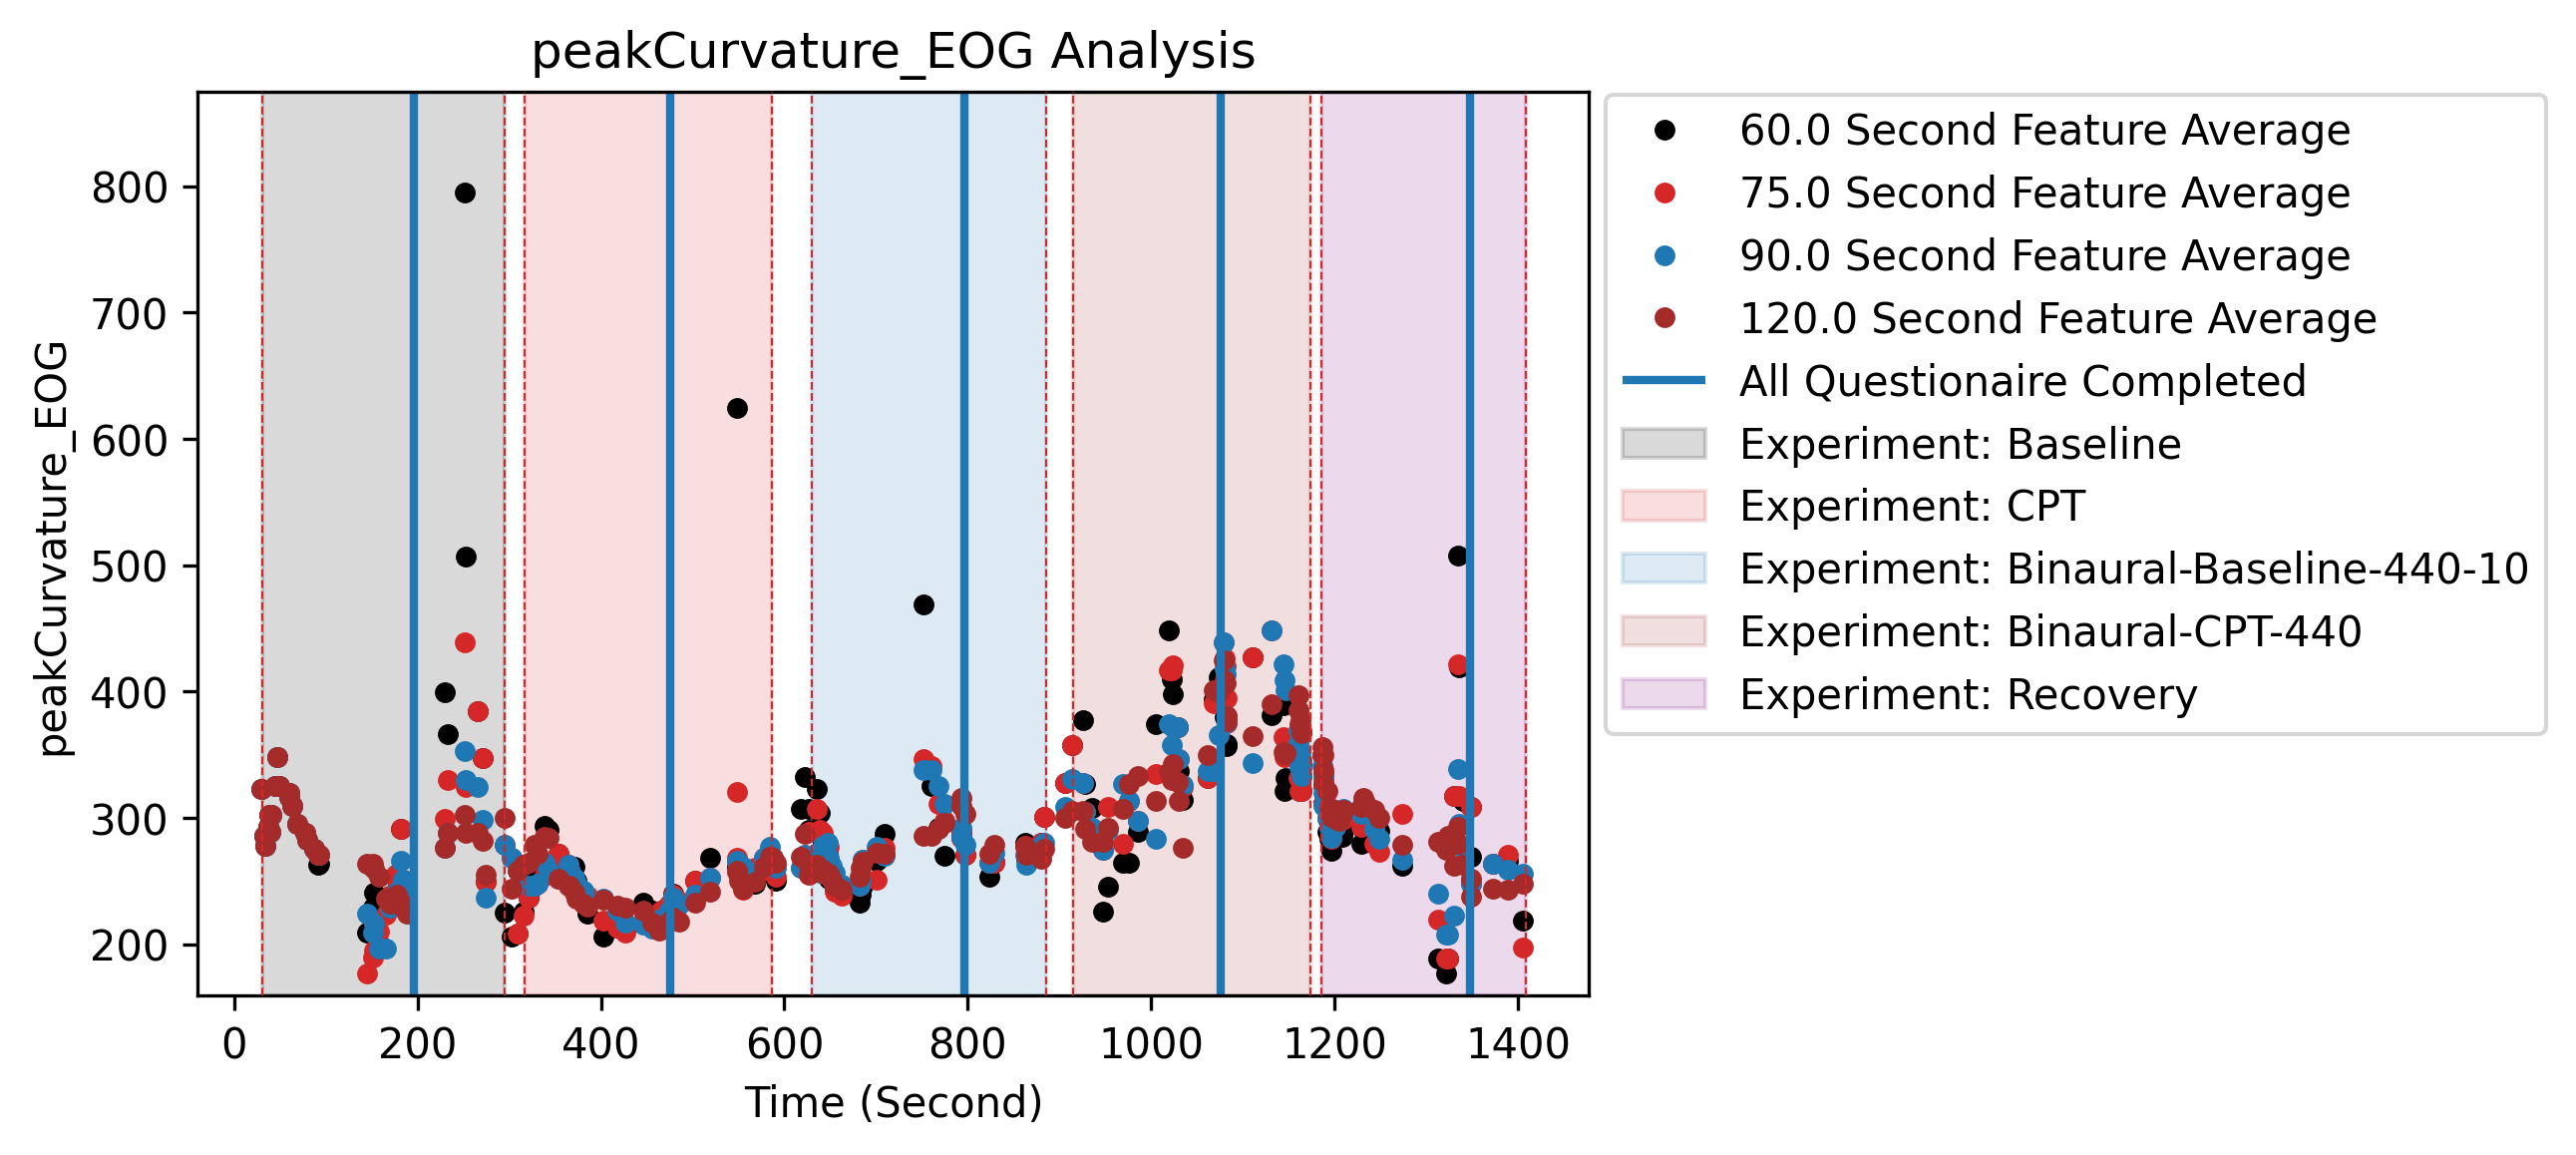 peakCurvature_EOG Analysis
peakCurvature_EOG
800
700
600
500
400
300
200
0 200 400 600 800 1000 1200 1400
Time (Second)
60.0 Second Feature Average
75.0 Second Feature Average
90.0 Second Feature Average
120.0 Second Feature Average
All Questionaire Completed
Experiment: Baseline
Experiment: CPT
Experiment: Binaural-Baseline-440-10
Experiment: Binaural-CPT-440
Experiment: Recovery